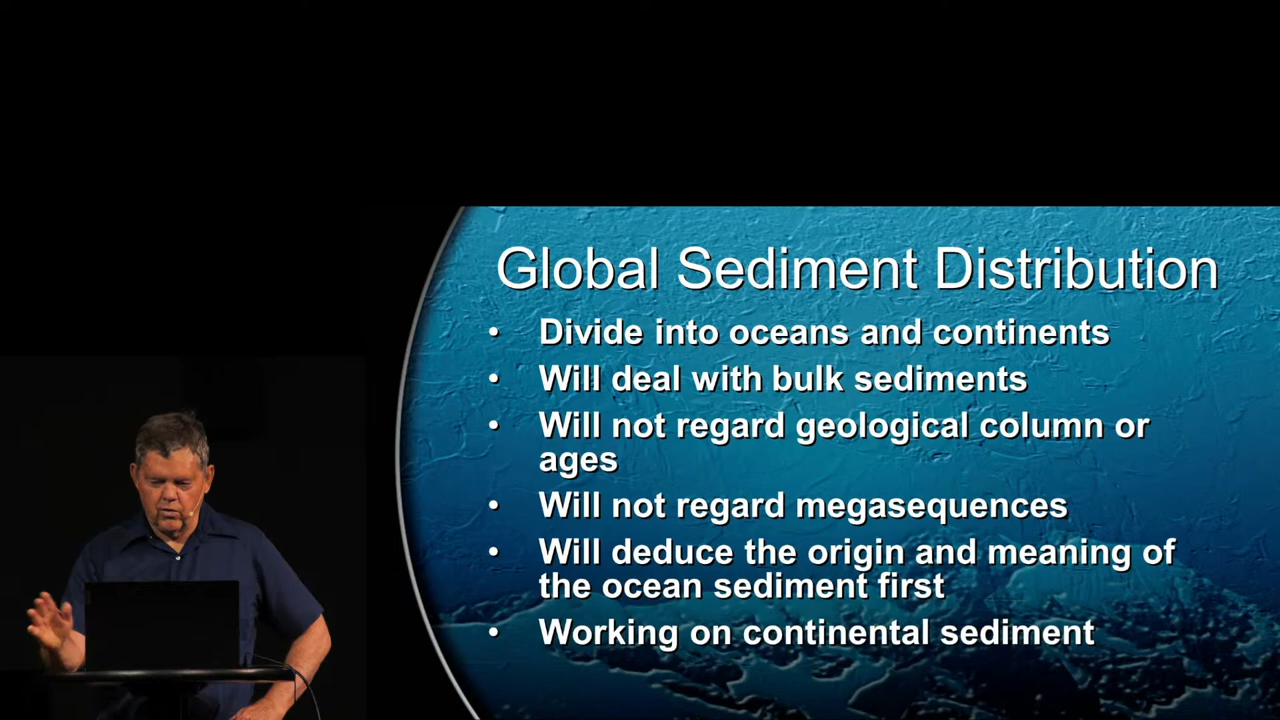 Global Sediment Distribution
• Divide into oceans and continents
• Will deal with bulk sediments
• Will not regard geological column or
ages
• Will not regard megasequences
• Will deduce the origin and meaning of
the ocean sediment first
• Working on continental sediment